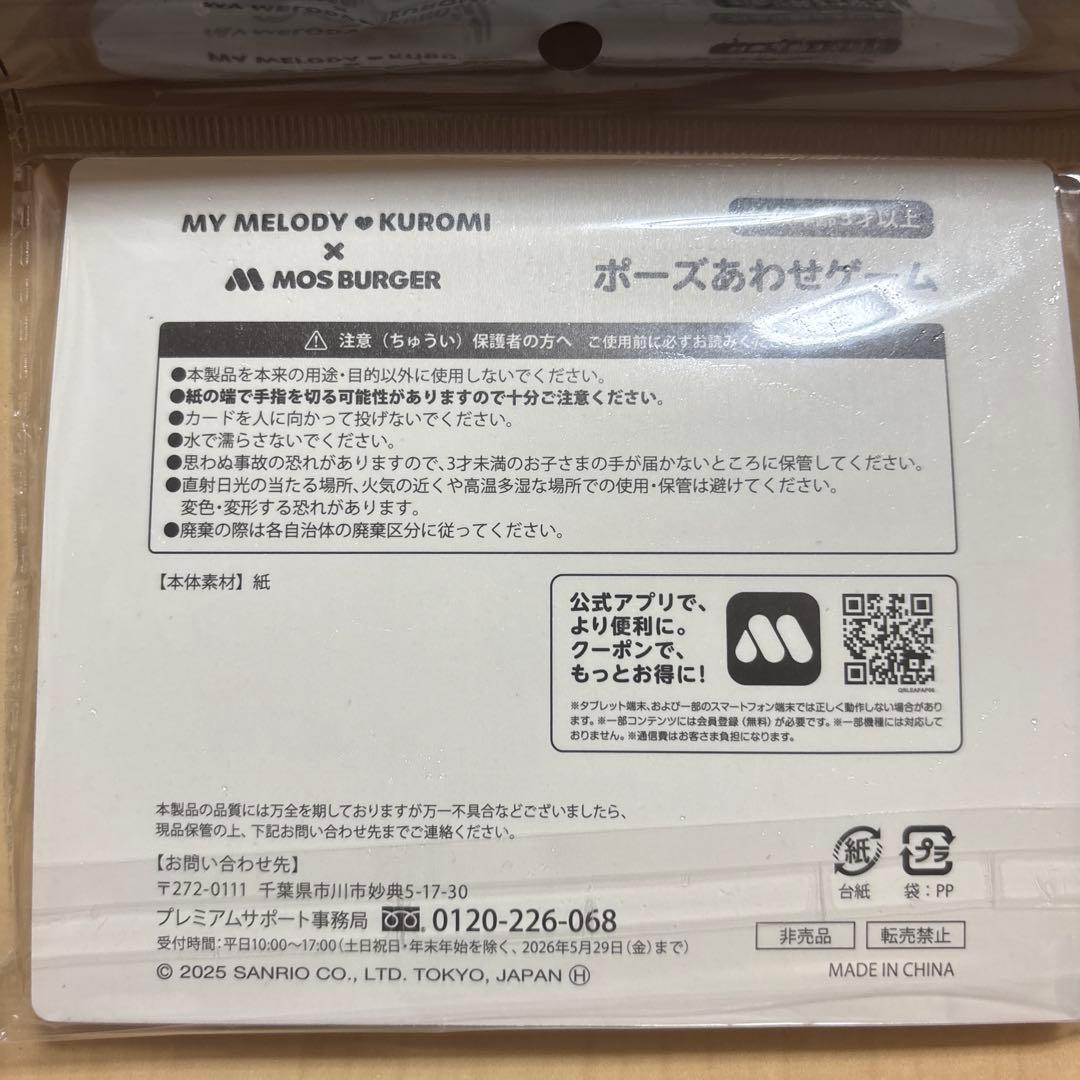 MY MELODY ♥ KUROMI
×
MOS BURGER
3才以上
ポーズあわせゲーム
注意（ちゅうい）保護者の方へ ご使用前に必ずお読みくだ
●本製品を本来の用途・目的以外に使用しないでください。
●紙の端で手指を切る可能性がありますので十分ご注意ください。
●カードを人に向かって投げないでください。
●水で濡らさないでください。
●思わぬ事故の恐れがありますので、3才未満のお子さまの手が届かないところに保管してください。
●直射日光の当たる場所、火気の近くや高温多湿な場所での使用・保管は避けてください。
変色・変形する恐れがあります。
●廃棄の際は各自治体の廃棄区分に従ってください。
【本体素材】紙
公式アプリで、
より便利に。
クーポンで、
もっとお得に!
QRLEAFAP06
※タブレット端末、および一部のスマートフォン端末では正しく動作しない場合があり
ます。※一部コンテンツには会員登録（無料）が必要です。※一部機種には対応して
おりません。※通信費はお客さま負担になります。
本製品の品質には万全を期しておりますが万一不具合などございましたら、
現品保管の上、下記お問い合わせ先までご連絡ください。
【お問い合わせ先】
〒272-0111 千葉県市川市妙典5-17-30
プレミアムサポート事務局 0120-226-068
受付時間：平日10:00〜17:00（土日祝日・年末年始を除く、2026年5月29日（金）まで）
© 2025 SANRIO CO., LTD. TOKYO, JAPAN Ⓗ
紙
台紙
プラ
袋：PP
非売品
転売禁止
MADE IN CHINA